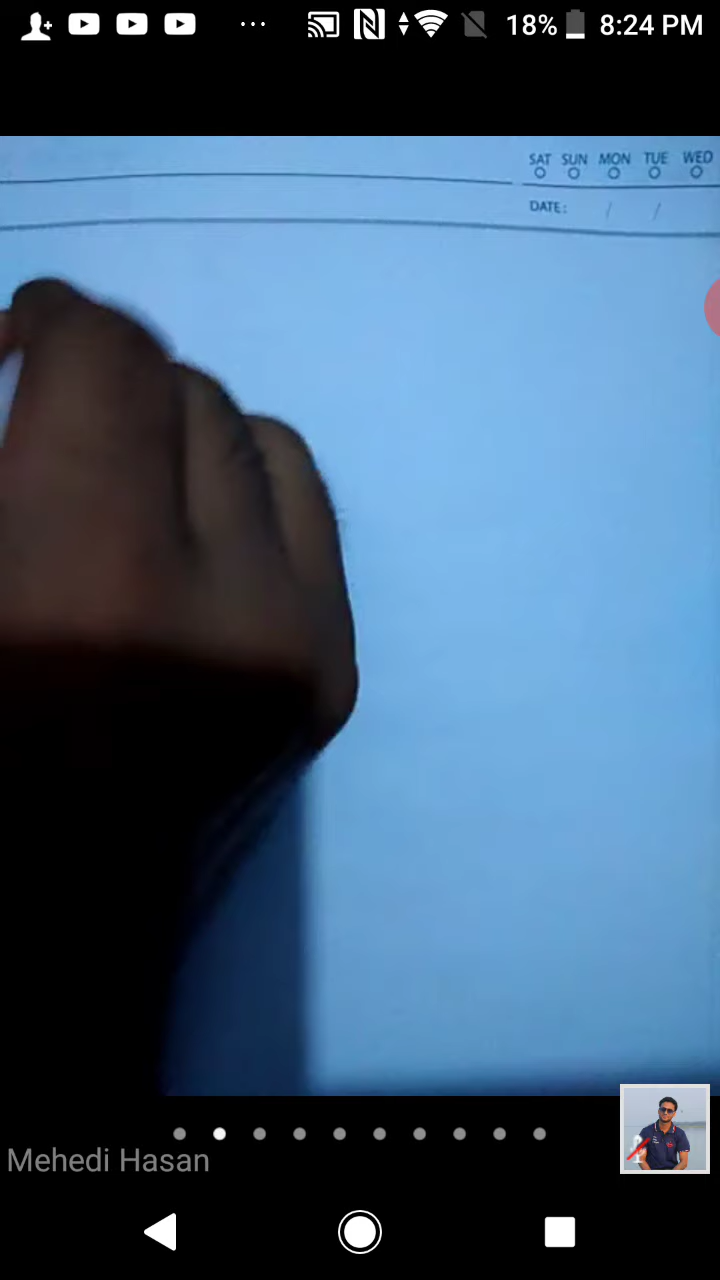 18% 8:24 PM
SAT SUN MON TUE WED
DATE: / /
Mehedi Hasan